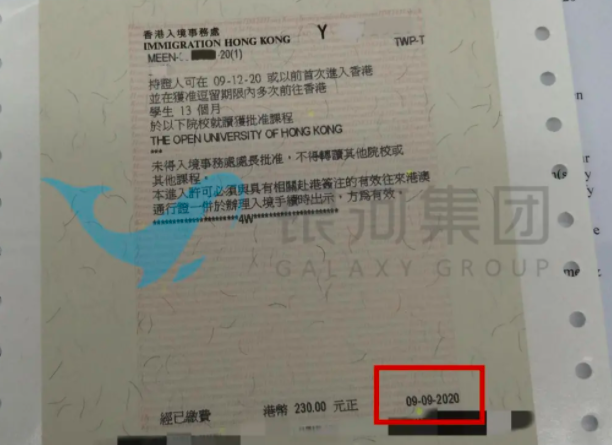 香港入境事務處
IMMIGRATION HONG KONG
Y
TWP-T
MEEN-
-20(1)
持證人可在 09-12-20 或以前首次進入香港
並在獲准逗留期限內多次前往香港
學生 13 個月
於以下院校就讀獲批准課程
THE OPEN UNIVERSITY OF HONG KONG
***
未得入境事務處處長批准，不得轉讀其他院校或
其他課程。
本進入許可必須與具有相關赴港簽注的有效往來港澳
通行證一併於辦理入境手續時出示，方爲有效。
**********************4W**********************
银河集团
GALAXY GROUP
經已繳費
港幣 230.00 元正
09-09-2020